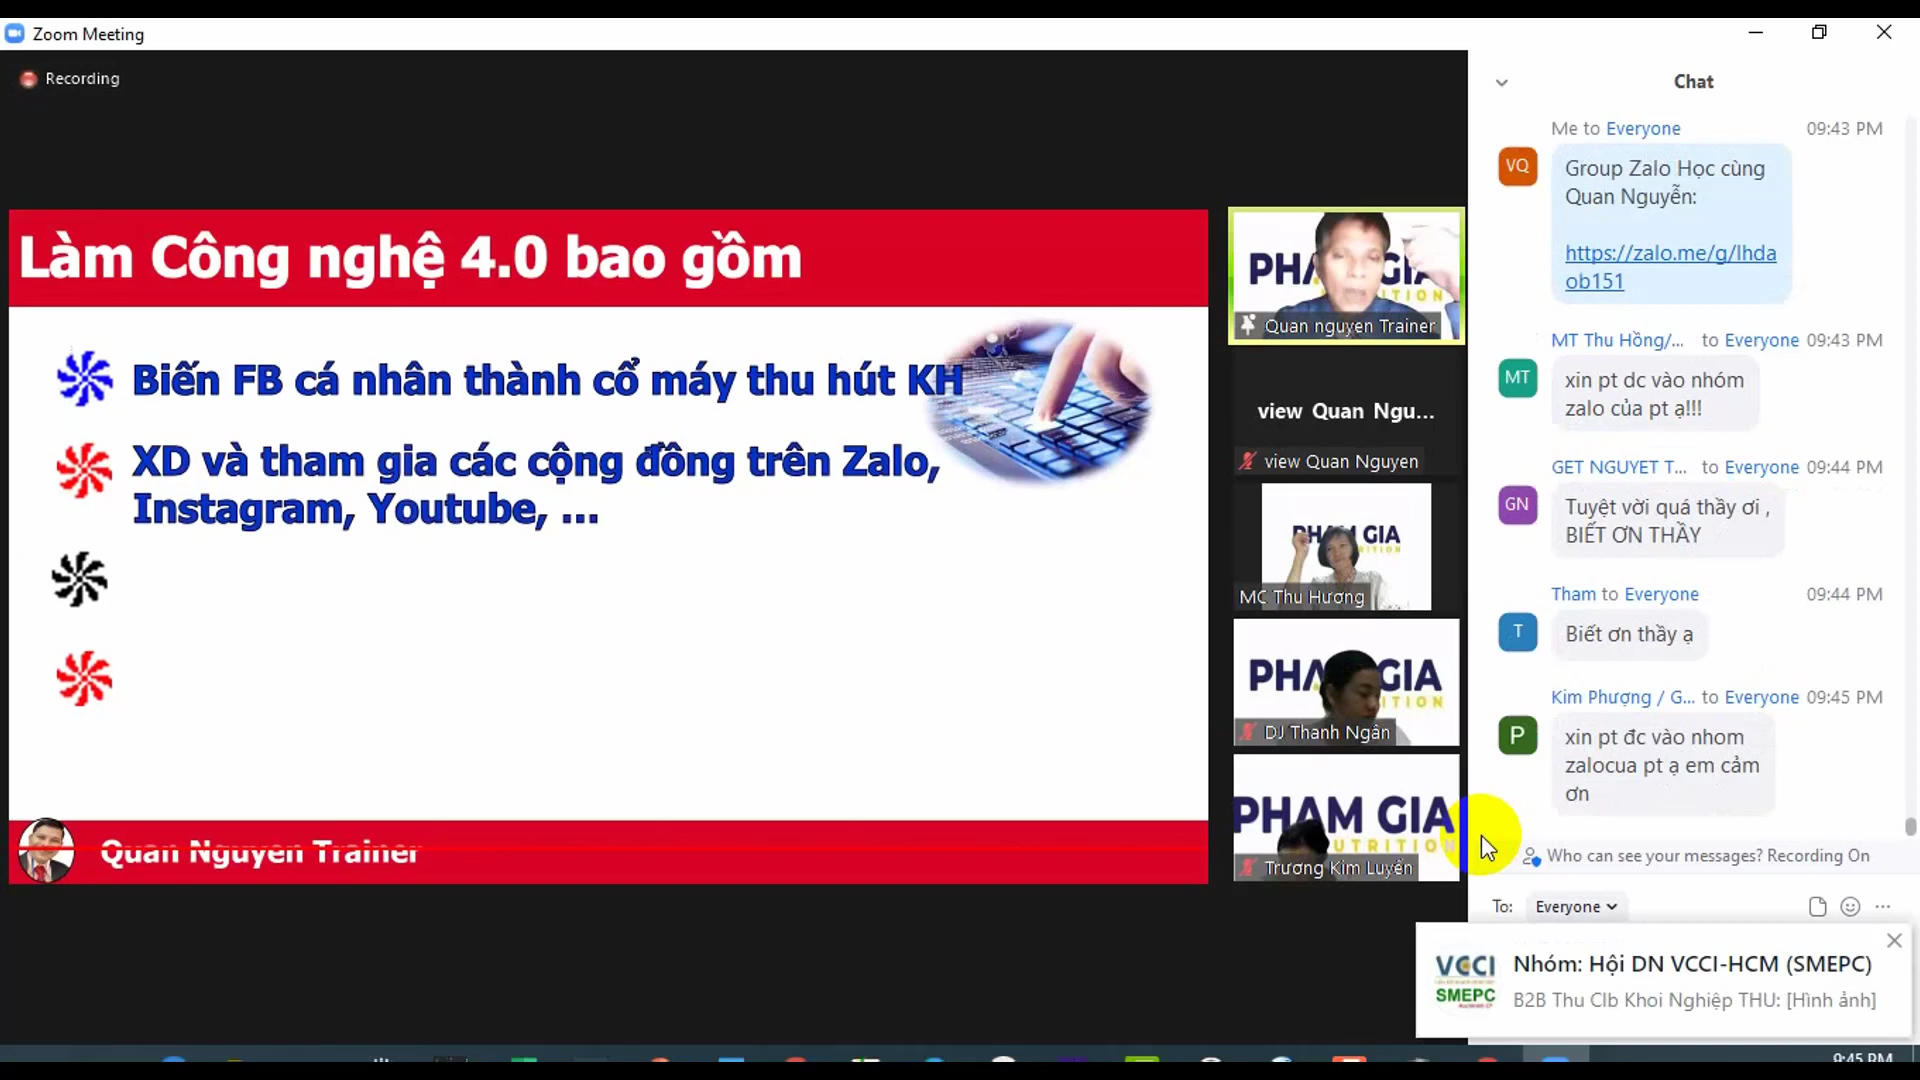 Zoom Meeting
Recording
Làm Công nghệ 4.0 bao gồm
Biến FB cá nhân thành cổ máy thu hút KH
XD và tham gia các cộng đồng trên Zalo,
Instagram, Youtube, ...
Quan Nguyen Trainer
Quan nguyen Trainer
view Quan Ngu...
view Quan Nguyen
PHAM GIA
MC Thu Hương
DJ Thanh Ngân
PHAM GIA
NUTRITION
Trương Kim Luyến
Chat
Me to Everyone 09:43 PM
VQ
Group Zalo Học cùng
Quan Nguyễn:
https://zalo.me/g/lhda
ob151
MT Thu Hồng/... to Everyone 09:43 PM
MT
xin pt dc vào nhóm
zalo của pt ạ!!!
GET NGUYET T... to Everyone 09:44 PM
GN
Tuyệt vời quá thầy ơi ,
BIẾT ƠN THẦY
Tham to Everyone 09:44 PM
T
Biết ơn thầy ạ
Kim Phượng / G... to Everyone 09:45 PM
P
xin pt đc vào nhom
zalocua pt ạ em cảm
ơn
Who can see your messages? Recording On
To: Everyone
VCCI
SMEPC
Nhóm: Hội DN VCCI-HCM (SMEPC)
B2B Thu Clb Khoi Nghiệp THU: [Hình ảnh]
9:45 PM